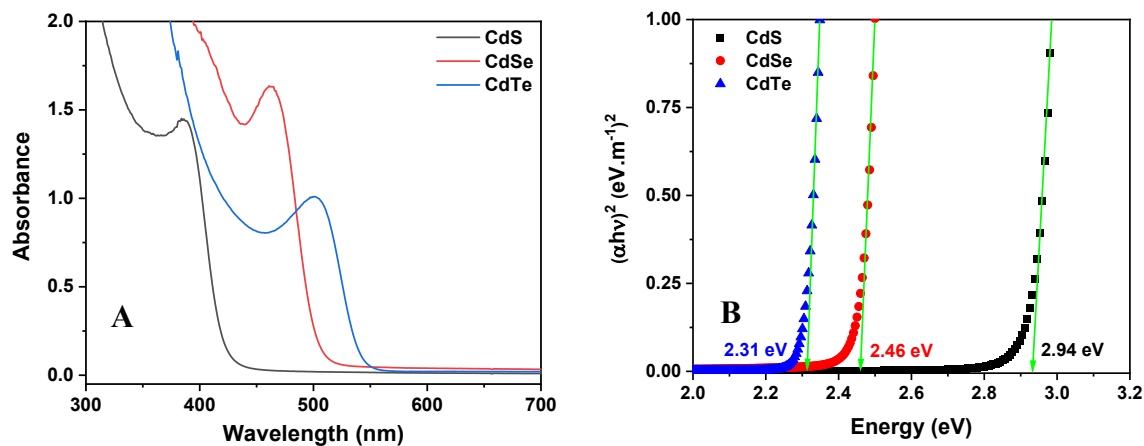 2.0
1.5
1.0
0.5
0.0
300
400
500
600
700
Absorbance
Wavelength (nm)
CdS
CdSe
CdTe
A
1.00
0.75
0.50
0.25
0.00
2.0
2.2
2.4
2.6
2.8
3.0
3.2
(αhν)² (eV.m⁻¹)²
Energy (eV)
CdS
CdSe
CdTe
B
2.31 eV
2.46 eV
2.94 eV